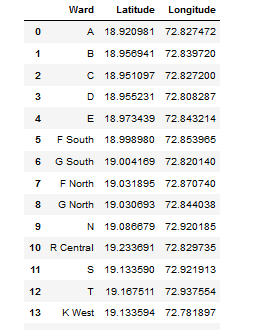 Ward Latitude Longitude
0 A 18.920981 72.827472
1 B 18.956941 72.839720
2 C 18.951097 72.827200
3 D 18.955231 72.808287
4 E 18.973439 72.843214
5 F South 18.998980 72.853965
6 G South 19.004169 72.820140
7 F North 19.031895 72.870740
8 G North 19.030693 72.844038
9 N 19.086679 72.920185
10 R Central 19.233691 72.829735
11 S 19.133590 72.921913
12 T 19.167511 72.937554
13 K West 19.133594 72.781897